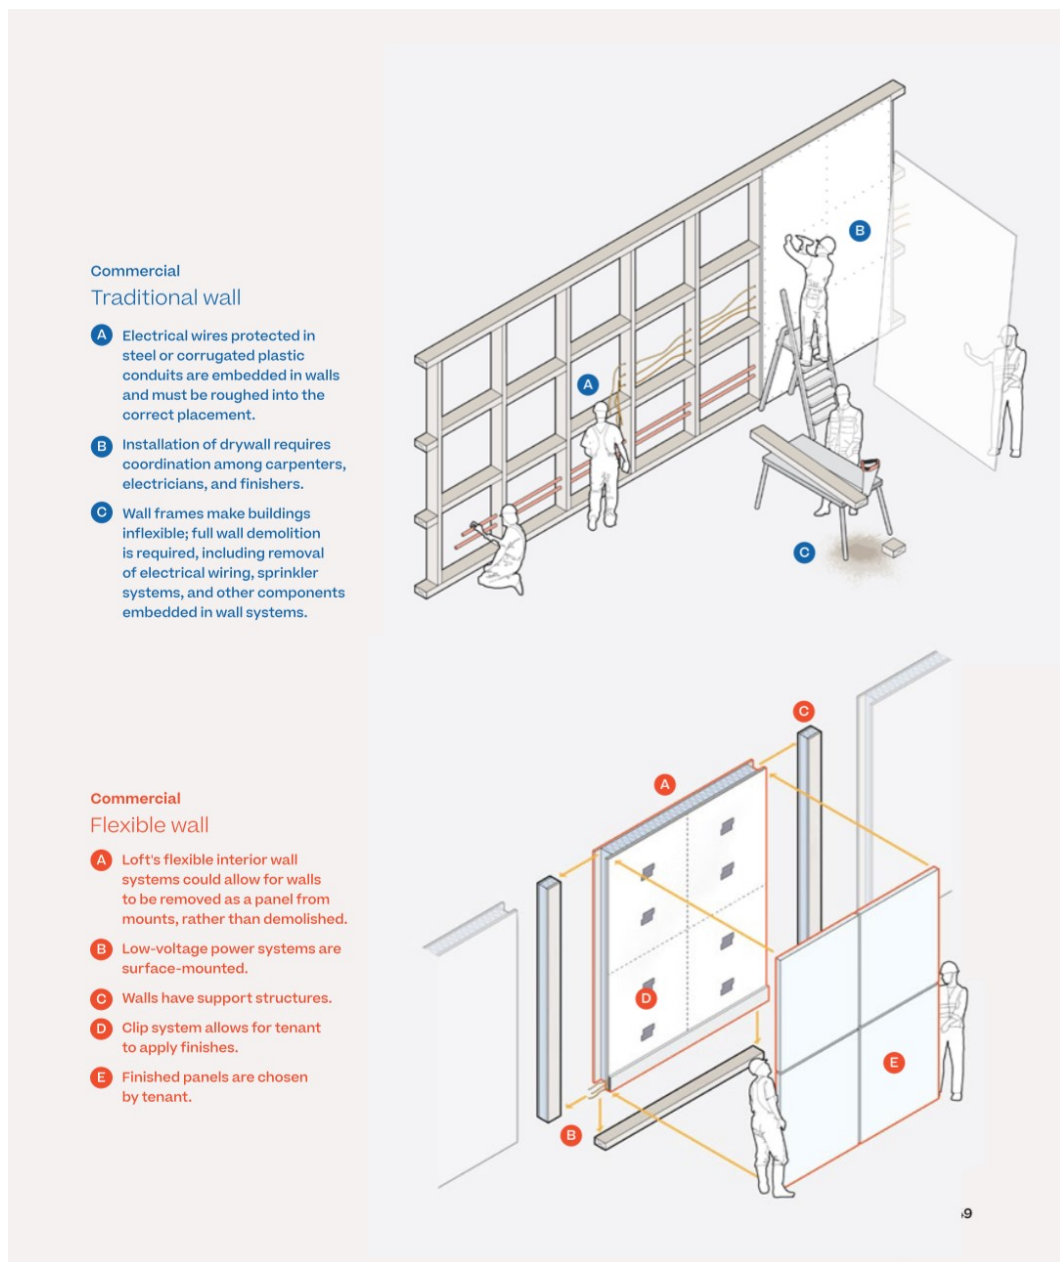 Commercial
Traditional wall
A Electrical wires protected in
steel or corrugated plastic
conduits are embedded in walls
and must be roughed into the
correct placement.
B Installation of drywall requires
coordination among carpenters,
electricians, and finishers.
C Wall frames make buildings
inflexible; full wall demolition
is required, including removal
of electrical wiring, sprinkler
systems, and other components
embedded in wall systems.
B
A
C
Commercial
Flexible wall
A Loft's flexible interior wall
systems could allow for walls
to be removed as a panel from
mounts, rather than demolished.
B Low-voltage power systems are
surface-mounted.
C Walls have support structures.
D Clip system allows for tenant
to apply finishes.
E Finished panels are chosen
by tenant.
C
A
D
E
B
9